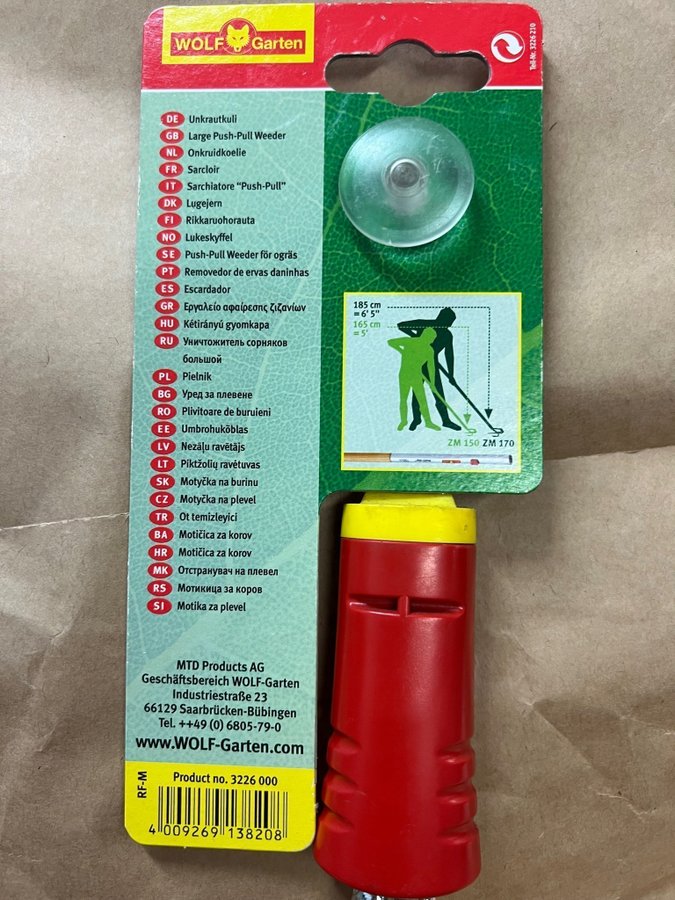 WOLF Garten
Teil-Nr. 3226 230
DE Unkrautkuli
GB Large Push-Pull Weeder
NL Onkruidkoelie
FR Sarcloir
IT Sarchiatore "Push-Pull"
DK Lugejern
FI Rikkaruohorauta
NO Lukeskyffel
SE Push-Pull Weeder för ogräs
PT Removedor de ervas daninhas
ES Escardador
GR Εργαλείο αφαίρεσης ζιζανίων
HU Kétirányú gyomkapa
RU Уничтожитель сорняков
большой
PL Pielnik
BG Уред за плевене
RO Plivitoare de buruieni
EE Umbrohukõblas
LV Nezāļu ravētājs
LT Piktžolių ravėtuvas
SK Motyčka na burinu
CZ Motyčka na plevel
TR Ot temizleyici
BA Motičica za korov
HR Motičica za korov
MK Отстранувач на плевел
RS Мотикица за коров
SI Motika za plevel
185 cm
= 6' 5"
165 cm
= 5'
ZM 150 ZM 170
MTD Products AG
Geschäftsbereich WOLF-Garten
Industriestraße 23
66129 Saarbrücken-Bübingen
Tel. ++49 (0) 6805-79-0
www.WOLF-Garten.com
RF-M
Product no. 3226 000
4 009269 138208